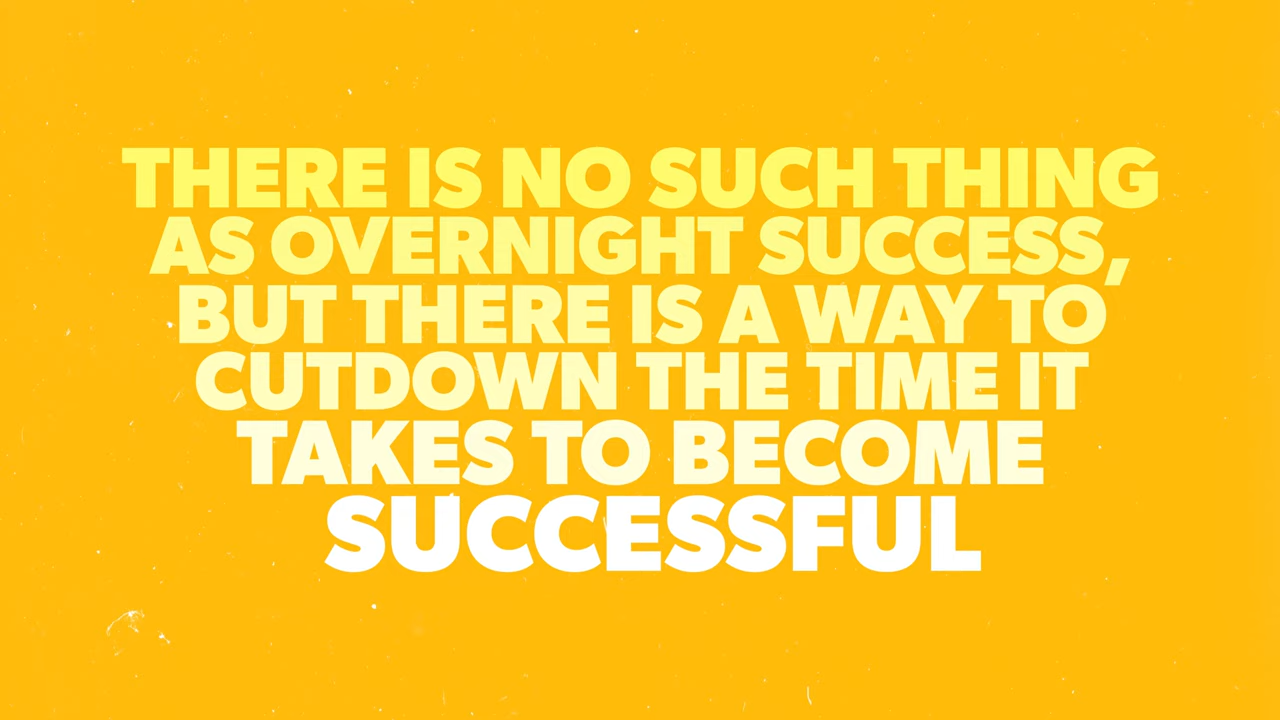 THERE IS NO SUCH THING
AS OVERNIGHT SUCCESS,
BUT THERE IS A WAY TO
CUTDOWN THE TIME IT
TAKES TO BECOME
SUCCESSFUL